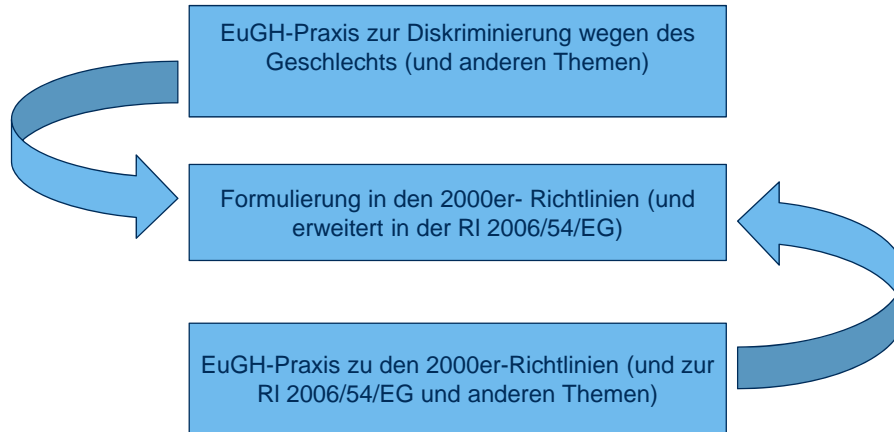 EuGH-Praxis zur Diskriminierung wegen des
Geschlechts (und anderen Themen)
Formulierung in den 2000er- Richtlinien (und
erweitert in der Rl 2006/54/EG)
EuGH-Praxis zu den 2000er-Richtlinien (und zur
Rl 2006/54/EG und anderen Themen)